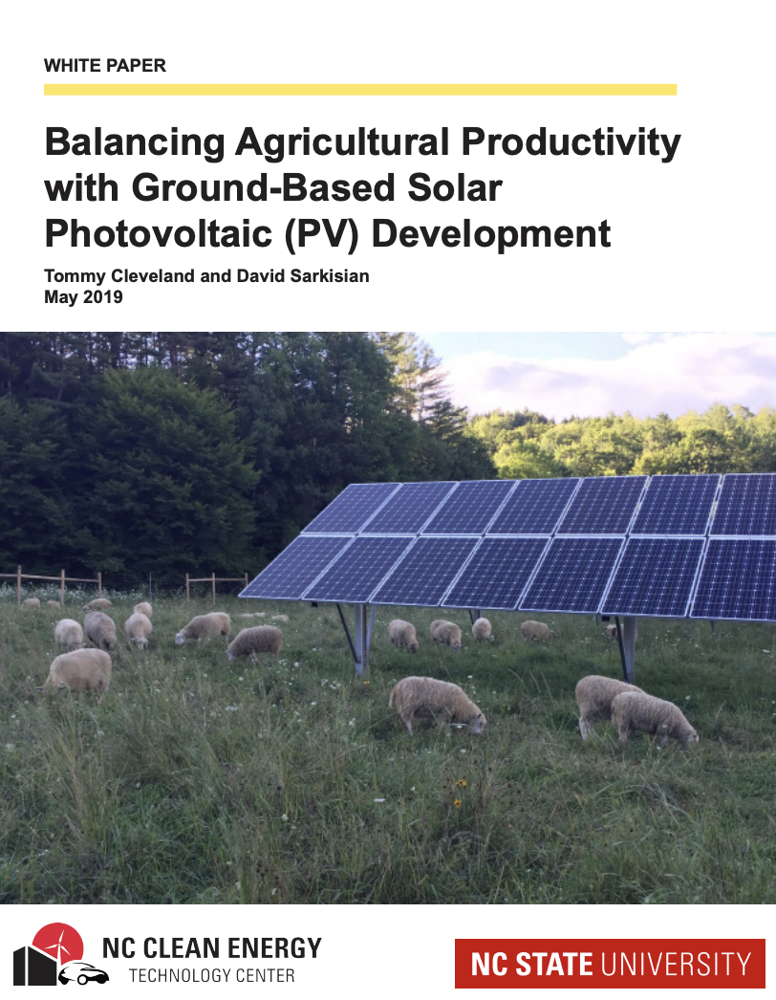 WHITE PAPER
Balancing Agricultural Productivity
with Ground-Based Solar
Photovoltaic (PV) Development
Tommy Cleveland and David Sarkisian
May 2019
NC CLEAN ENERGY
TECHNOLOGY CENTER
NC STATE UNIVERSITY